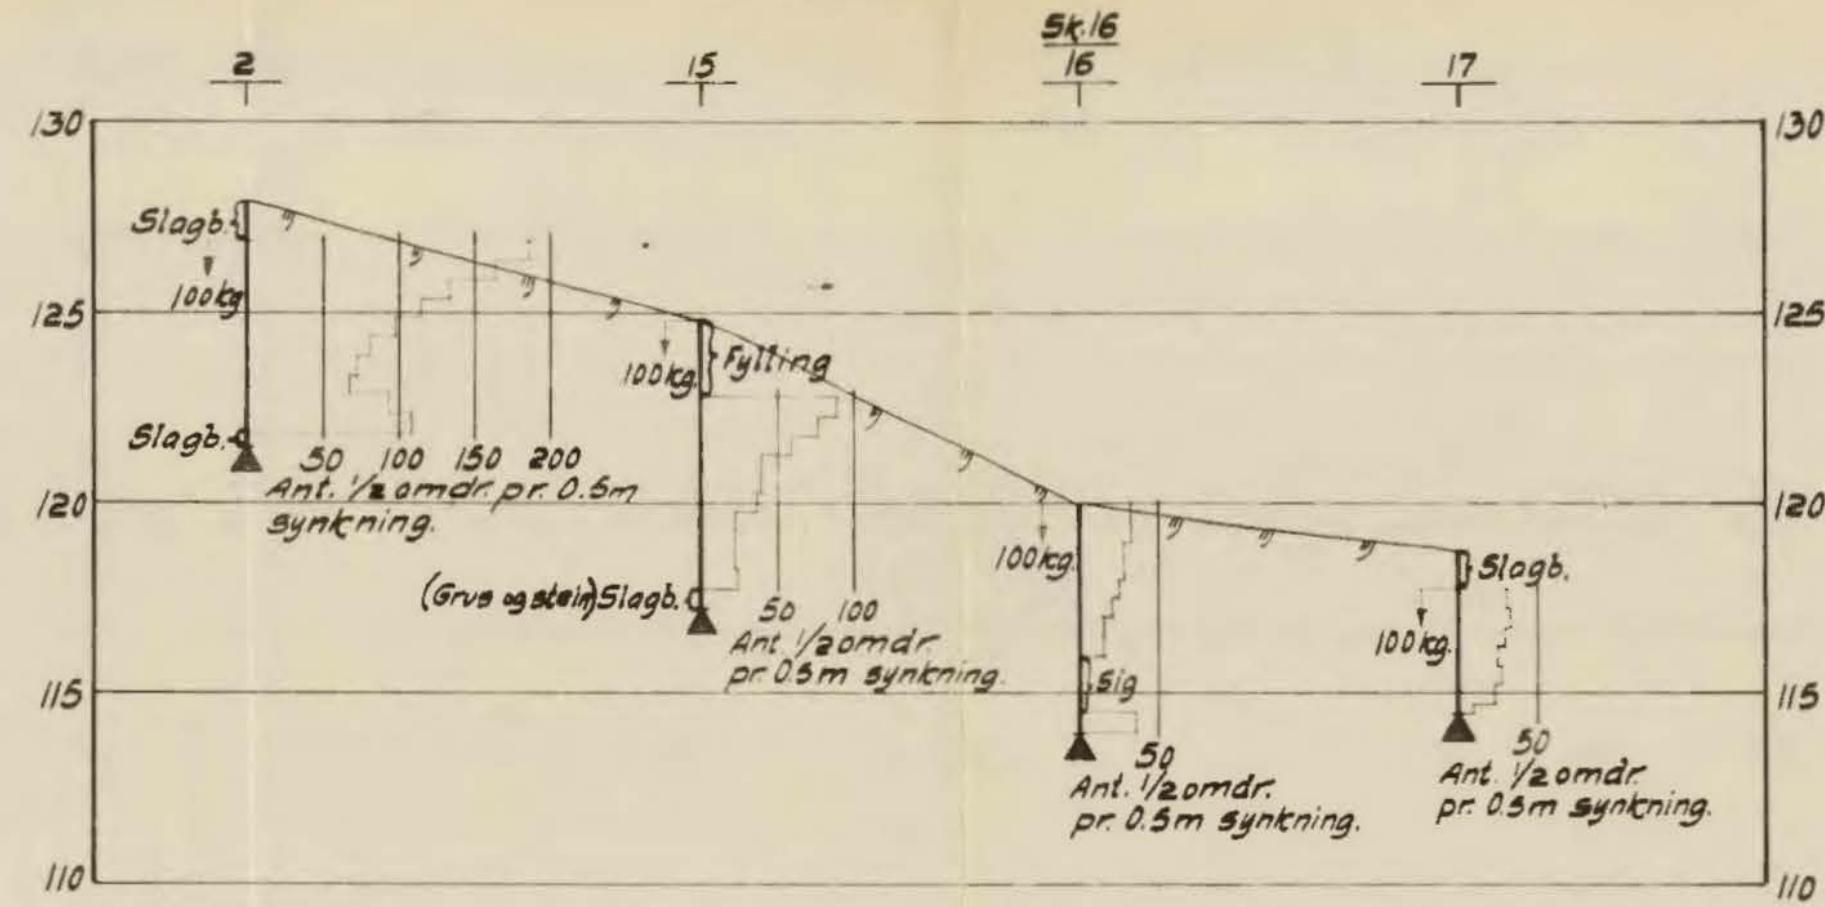 2
15
Sk.16
16
17
130
130
Slagb.
100kg
125
125
Fylling
100kg.
Slagb.
50 100 150 200
Ant. 1/2 omdr. pr. 0.5m
synkning.
120
120
100kg.
Slagb.
(Grus og stein) Slagb.
50 100
Ant. 1/2 omdr.
pr. 0.5m synkning.
100kg.
Sig
115
115
50
Ant. 1/2 omdr.
pr. 0.5m synkning.
50
Ant. 1/2 omdr.
pr. 0.5m synkning.
110
110